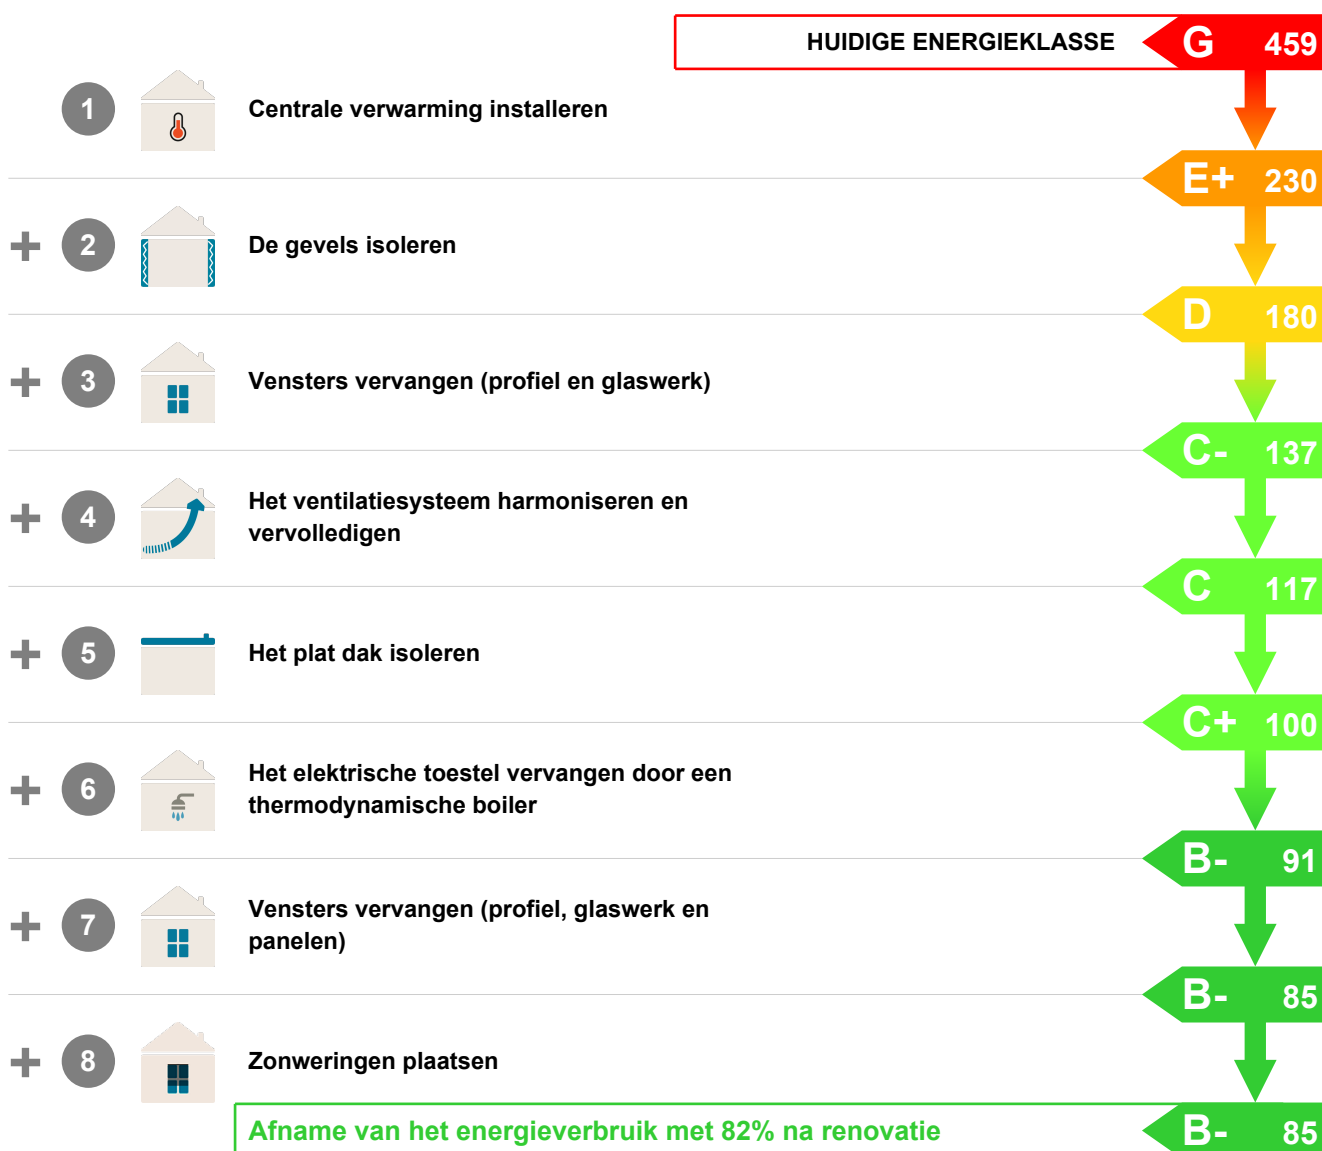 HUIDIGE ENERGIEKLASSE G 459
1 Centrale verwarming installeren
E+ 230
+ 2 De gevels isoleren
D 180
+ 3 Vensters vervangen (profiel en glaswerk)
C- 137
+ 4 Het ventilatiesysteem harmoniseren en
vervolledigen
C 117
+ 5 Het plat dak isoleren
C+ 100
+ 6 Het elektrische toestel vervangen door een
thermodynamische boiler
B- 91
+ 7 Vensters vervangen (profiel, glaswerk en
panelen)
B- 85
+ 8 Zonweringen plaatsen
Afname van het energieverbruik met 82% na renovatie B- 85